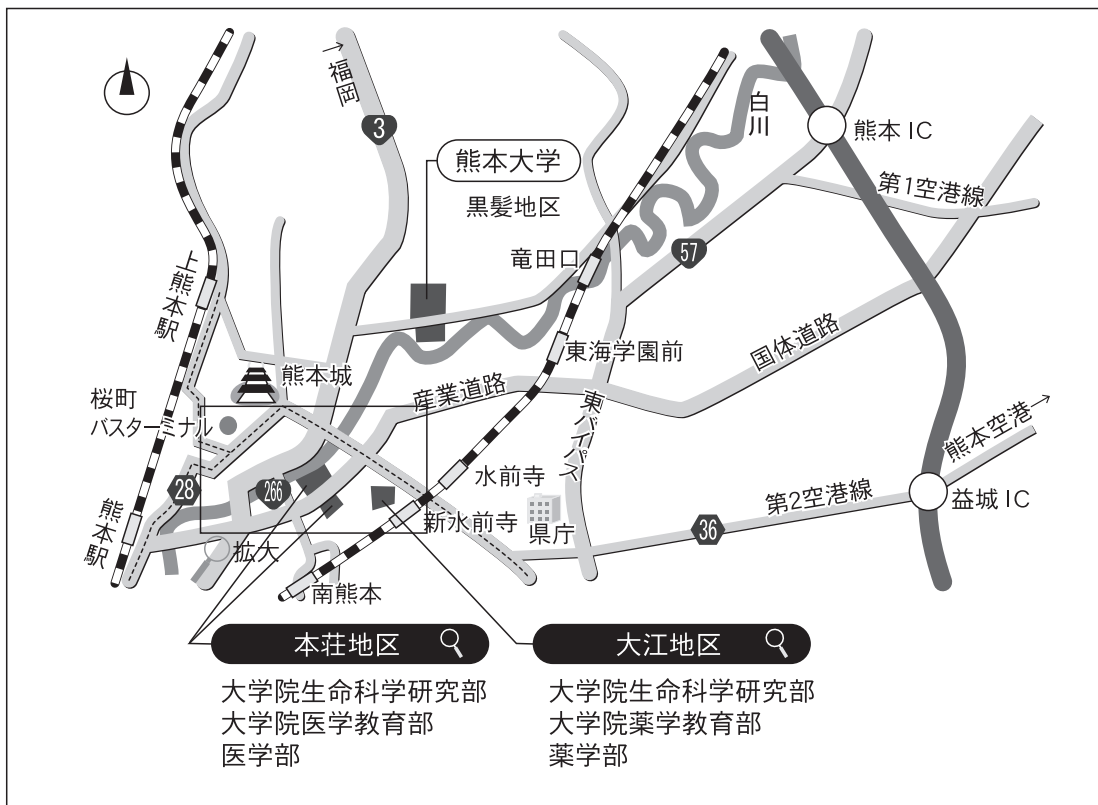 →福岡
3
白川
熊本 IC
熊本大学
黒髪地区
第1空港線
57
竜田口
上熊本駅
東海学園前
国体道路
熊本城
産業道路
桜町
バスターミナル
東バイパス
熊本空港→
水前寺
28
266
第2空港線
益城 IC
熊本駅
新水前寺
県庁
36
拡大
南熊本
本荘地区
大学院生命科学研究部
大学院医学教育部
医学部
大江地区
大学院生命科学研究部
大学院薬学教育部
薬学部